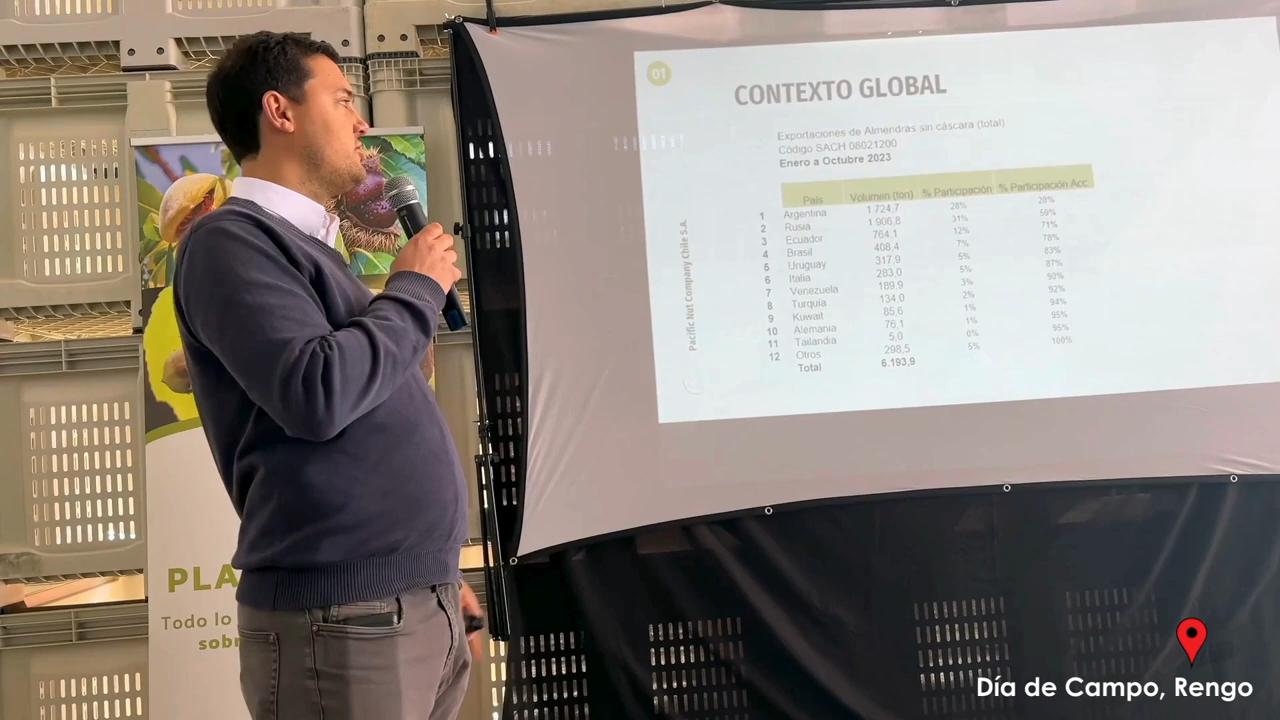 01
CONTEXTO GLOBAL
Exportaciones de Almendras sin cáscara (total)
Código SACH 08021200
Enero a Octubre 2023
País Volumen (ton) % Participación % Participación Acc
1 Argentina 1.724,7 28% 28%
2 Rusia 1.906,8 31% 59%
3 Ecuador 764,1 12% 71%
4 Brasil 408,4 7% 78%
5 Uruguay 317,9 5% 83%
6 Italia 283,0 5% 87%
7 Venezuela 189,9 3% 90%
8 Turquía 134,0 2% 92%
9 Kuwait 85,6 1% 94%
10 Alemania 76,1 1% 95%
11 Tailandia 5,0 0% 95%
12 Otros 298,5 5% 100%
Total 6.193,9
Pacific Nut Company Chile S.A.
PLA
Todo lo
sobr
Día de Campo, Rengo